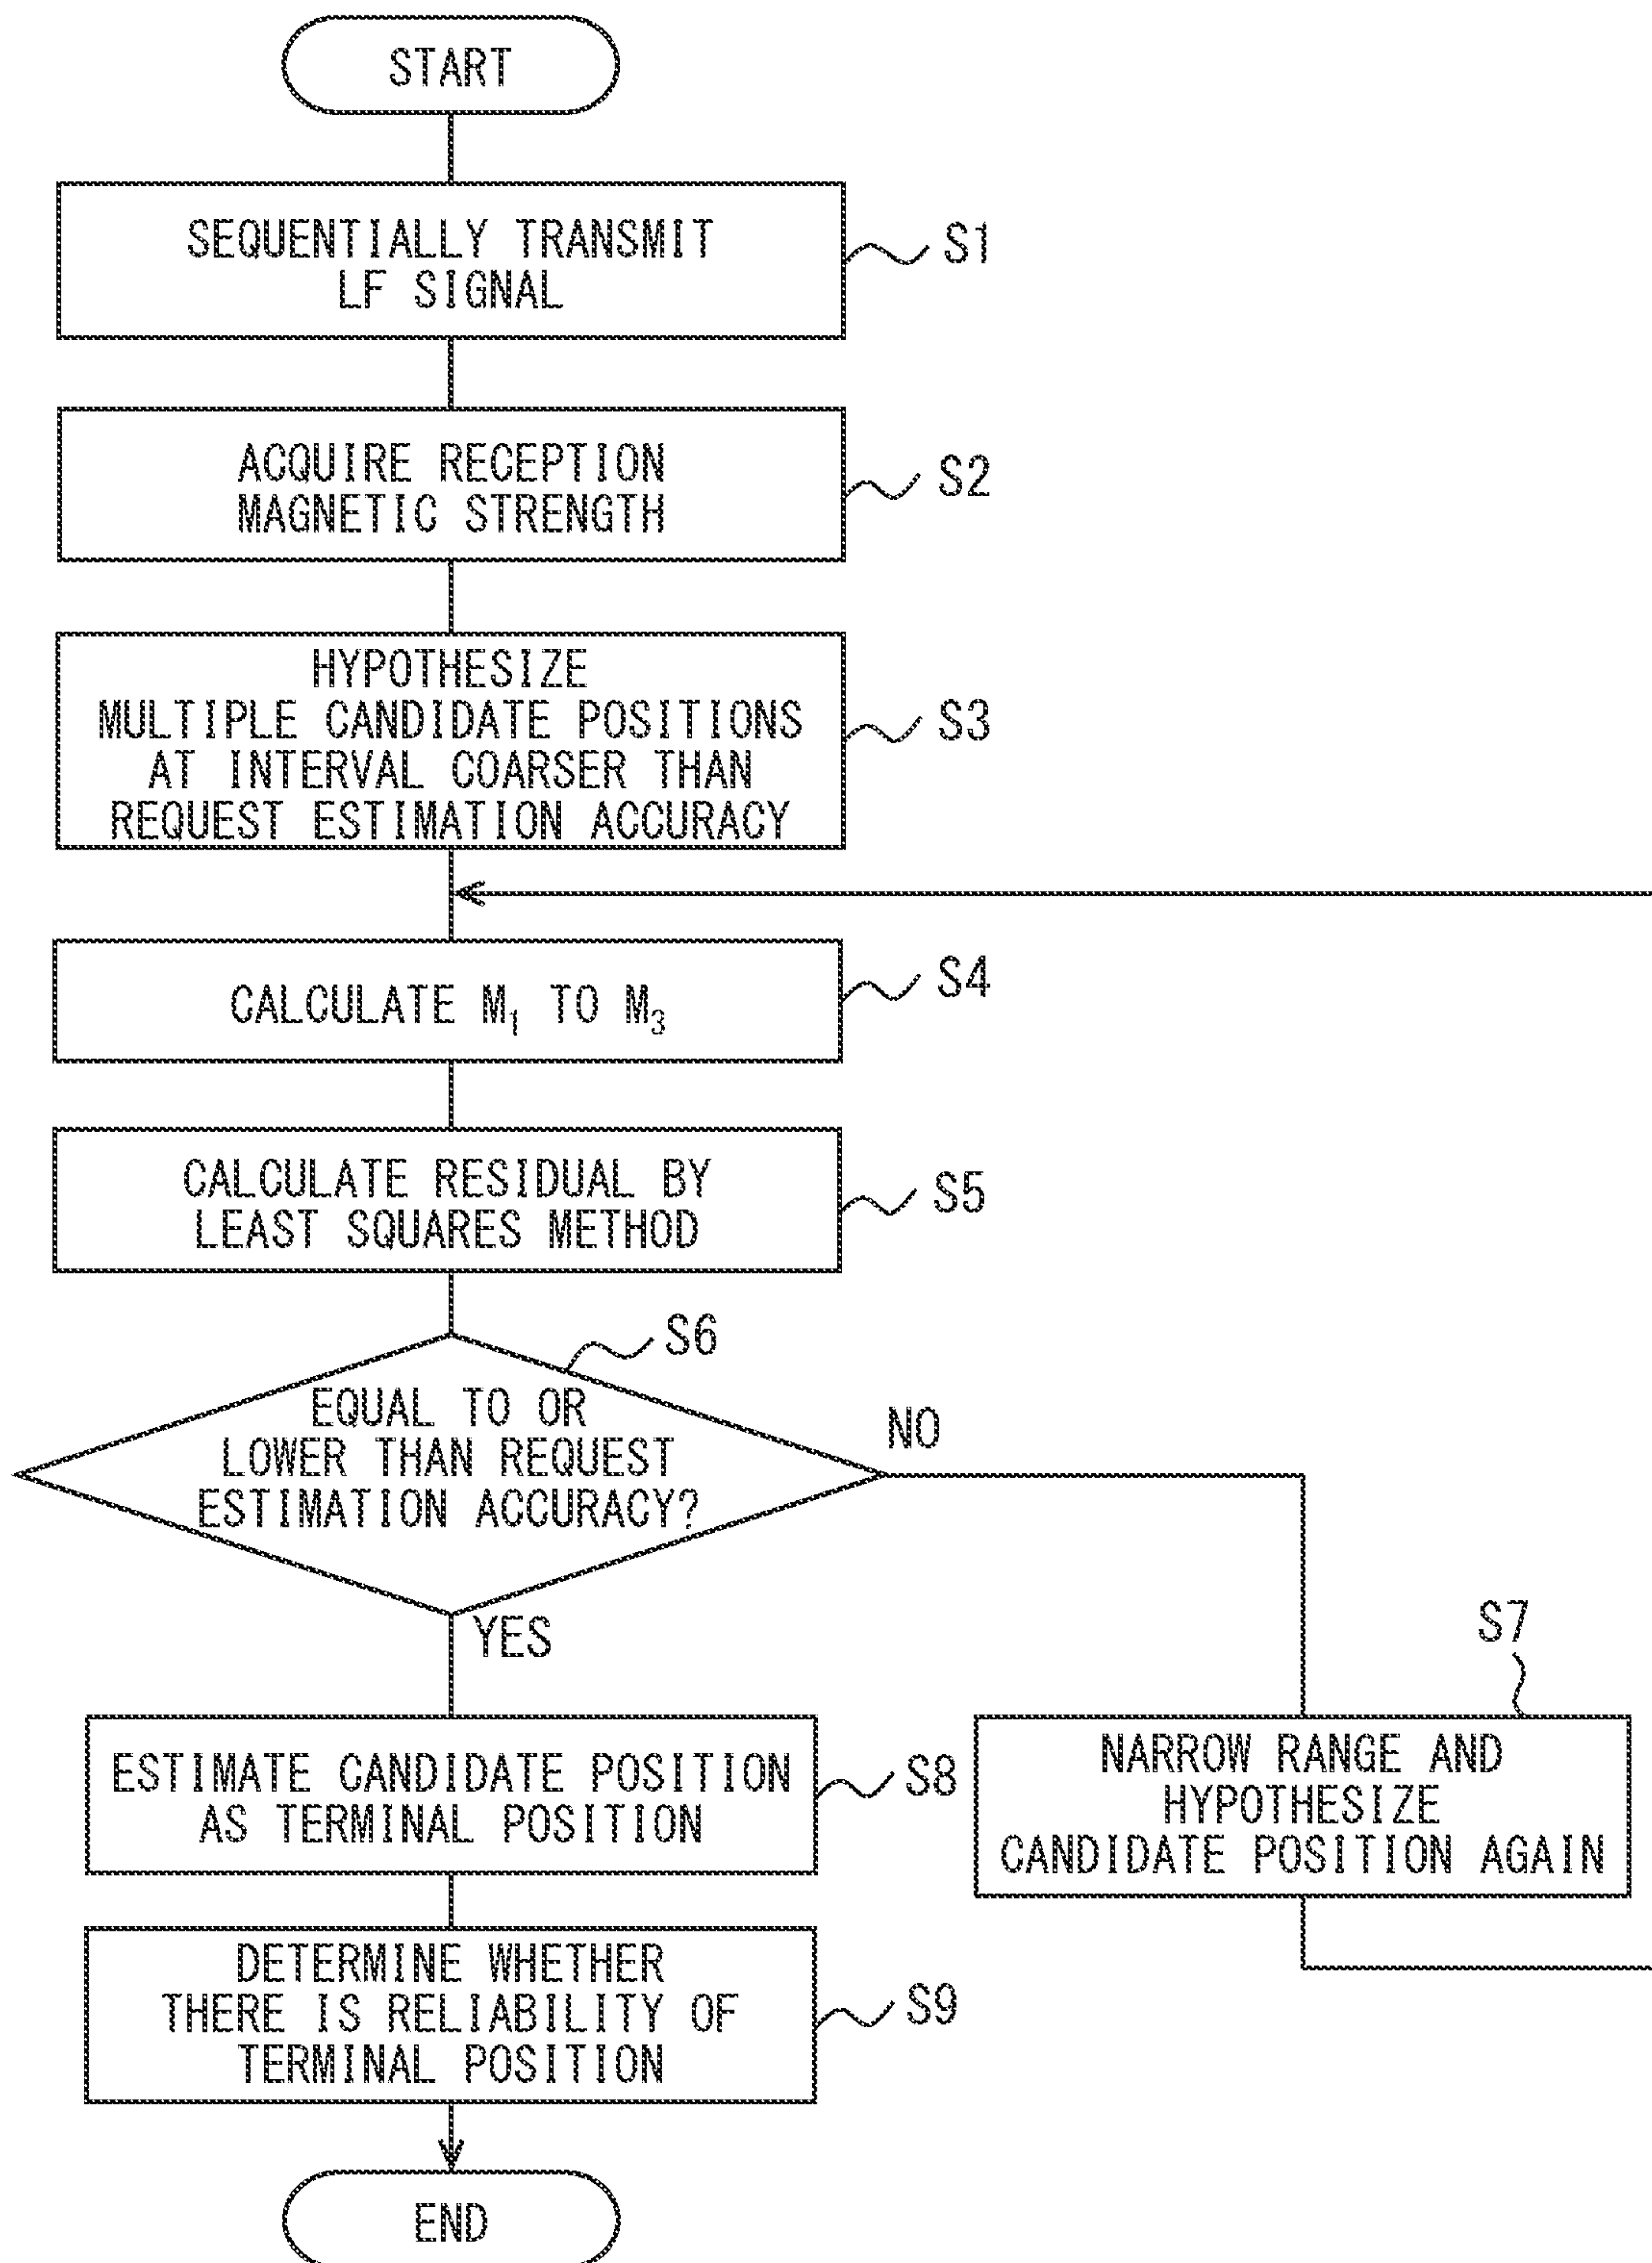 START
SEQUENTIALLY TRANSMIT
LF SIGNAL
S1
ACQUIRE RECEPTION
MAGNETIC STRENGTH
S2
HYPOTHESIZE
MULTIPLE CANDIDATE POSITIONS
AT INTERVAL COARSER THAN
REQUEST ESTIMATION ACCURACY
S3
CALCULATE M₁ TO M₃
S4
CALCULATE RESIDUAL BY
LEAST SQUARES METHOD
S5
S6
EQUAL TO OR
LOWER THAN REQUEST
ESTIMATION ACCURACY?
NO
YES
S7
NARROW RANGE AND
HYPOTHESIZE
CANDIDATE POSITION AGAIN
ESTIMATE CANDIDATE POSITION
AS TERMINAL POSITION
S8
DETERMINE WHETHER
THERE IS RELIABILITY OF
TERMINAL POSITION
S9
END